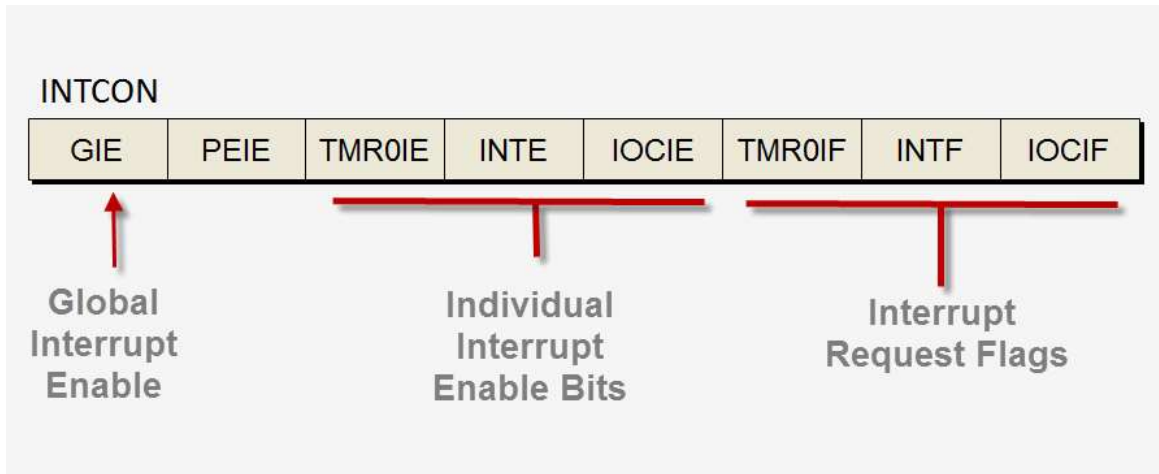 INTCON
GIE PEIE TMR0IE INTE IOCIE TMR0IF INTF IOCIF
Global
Interrupt
Enable
Individual
Interrupt
Enable Bits
Interrupt
Request Flags